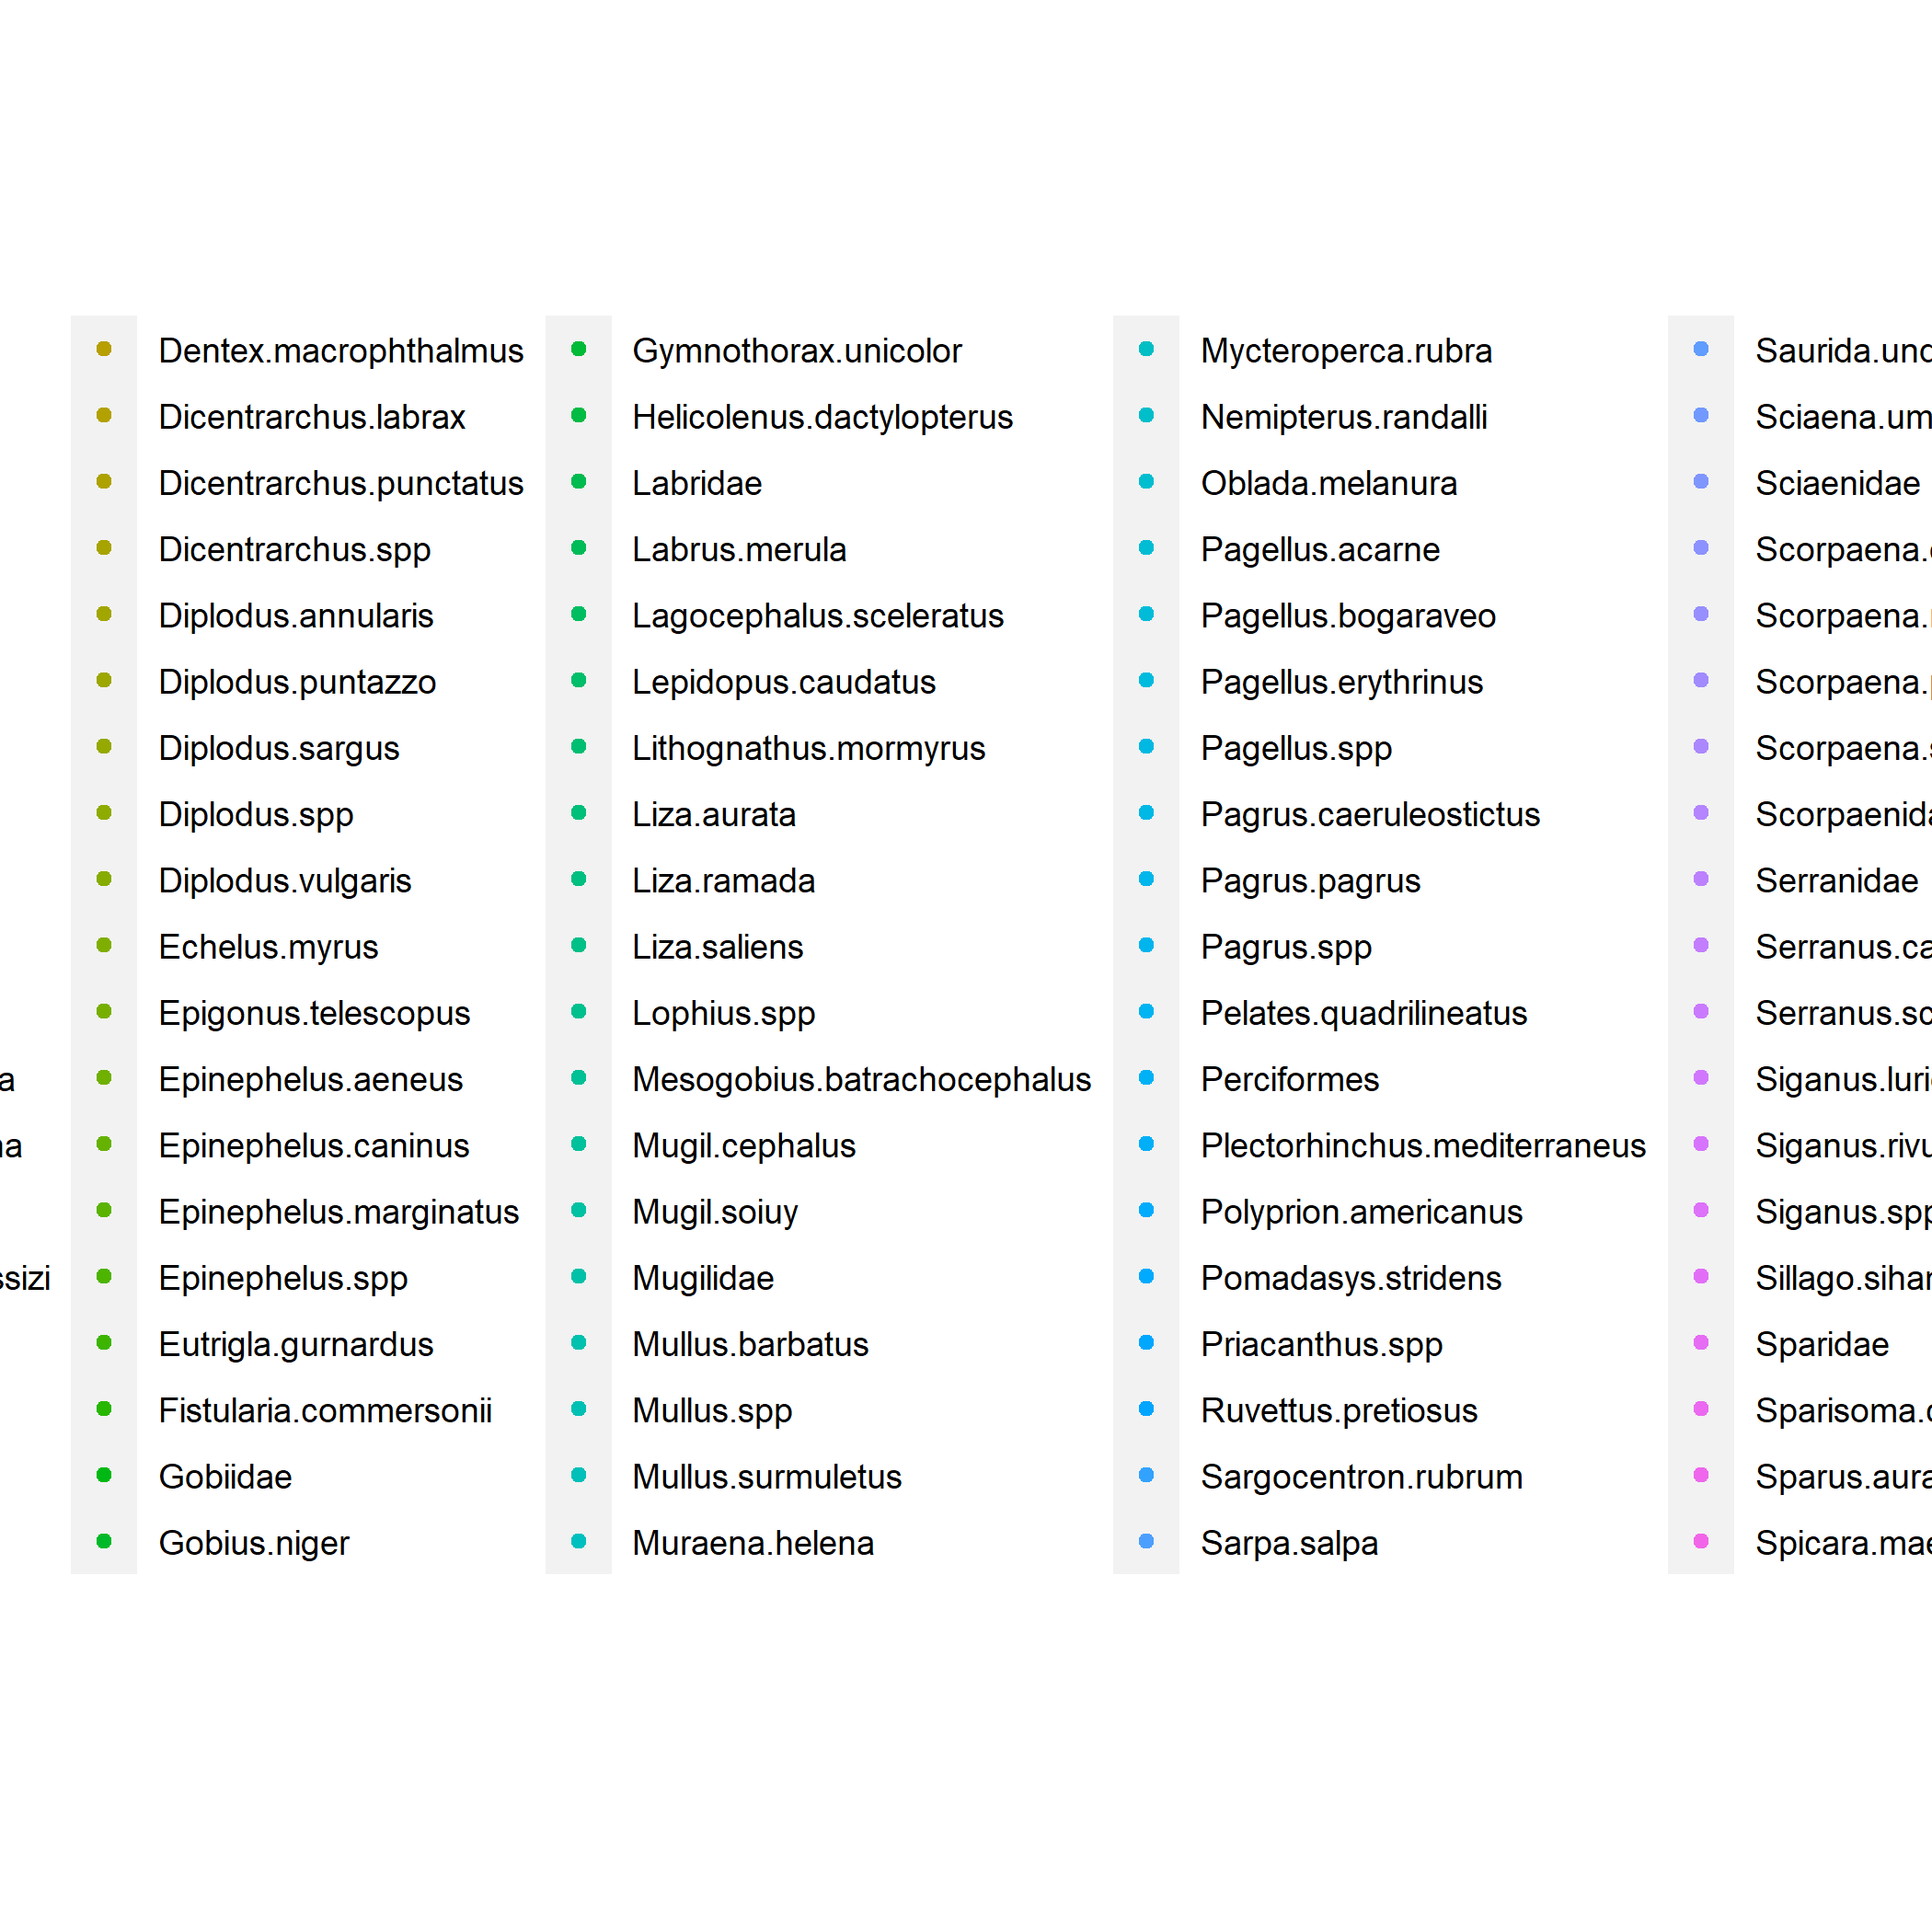 Dentex.macrophthalmus
Dicentrarchus.labrax
Dicentrarchus.punctatus
Dicentrarchus.spp
Diplodus.annularis
Diplodus.puntazzo
Diplodus.sargus
Diplodus.spp
Diplodus.vulgaris
Echelus.myrus
Epigonus.telescopus
Epinephelus.aeneus
Epinephelus.caninus
Epinephelus.marginatus
Epinephelus.spp
Eutrigla.gurnardus
Fistularia.commersonii
Gobiidae
Gobius.niger
Gymnothorax.unicolor
Helicolenus.dactylopterus
Labridae
Labrus.merula
Lagocephalus.sceleratus
Lepidopus.caudatus
Lithognathus.mormyrus
Liza.aurata
Liza.ramada
Liza.saliens
Lophius.spp
Mesogobius.batrachocephalus
Mugil.cephalus
Mugil.soiuy
Mugilidae
Mullus.barbatus
Mullus.spp
Mullus.surmuletus
Muraena.helena
Mycteroperca.rubra
Nemipterus.randalli
Oblada.melanura
Pagellus.acarne
Pagellus.bogaraveo
Pagellus.erythrinus
Pagellus.spp
Pagrus.caeruleostictus
Pagrus.pagrus
Pagrus.spp
Pelates.quadrilineatus
Perciformes
Plectorhinchus.mediterraneus
Polyprion.americanus
Pomadasys.stridens
Priacanthus.spp
Ruvettus.pretiosus
Sargocentron.rubrum
Sarpa.salpa
Saurida.und
Sciaena.um
Sciaenidae
Scorpaena.
Scorpaena.
Scorpaena.
Scorpaena.
Scorpaenida
Serranidae
Serranus.ca
Serranus.sc
Siganus.luri
Siganus.rivu
Siganus.spp
Sillago.sihar
Sparidae
Sparisoma.
Sparus.aura
Spicara.mae